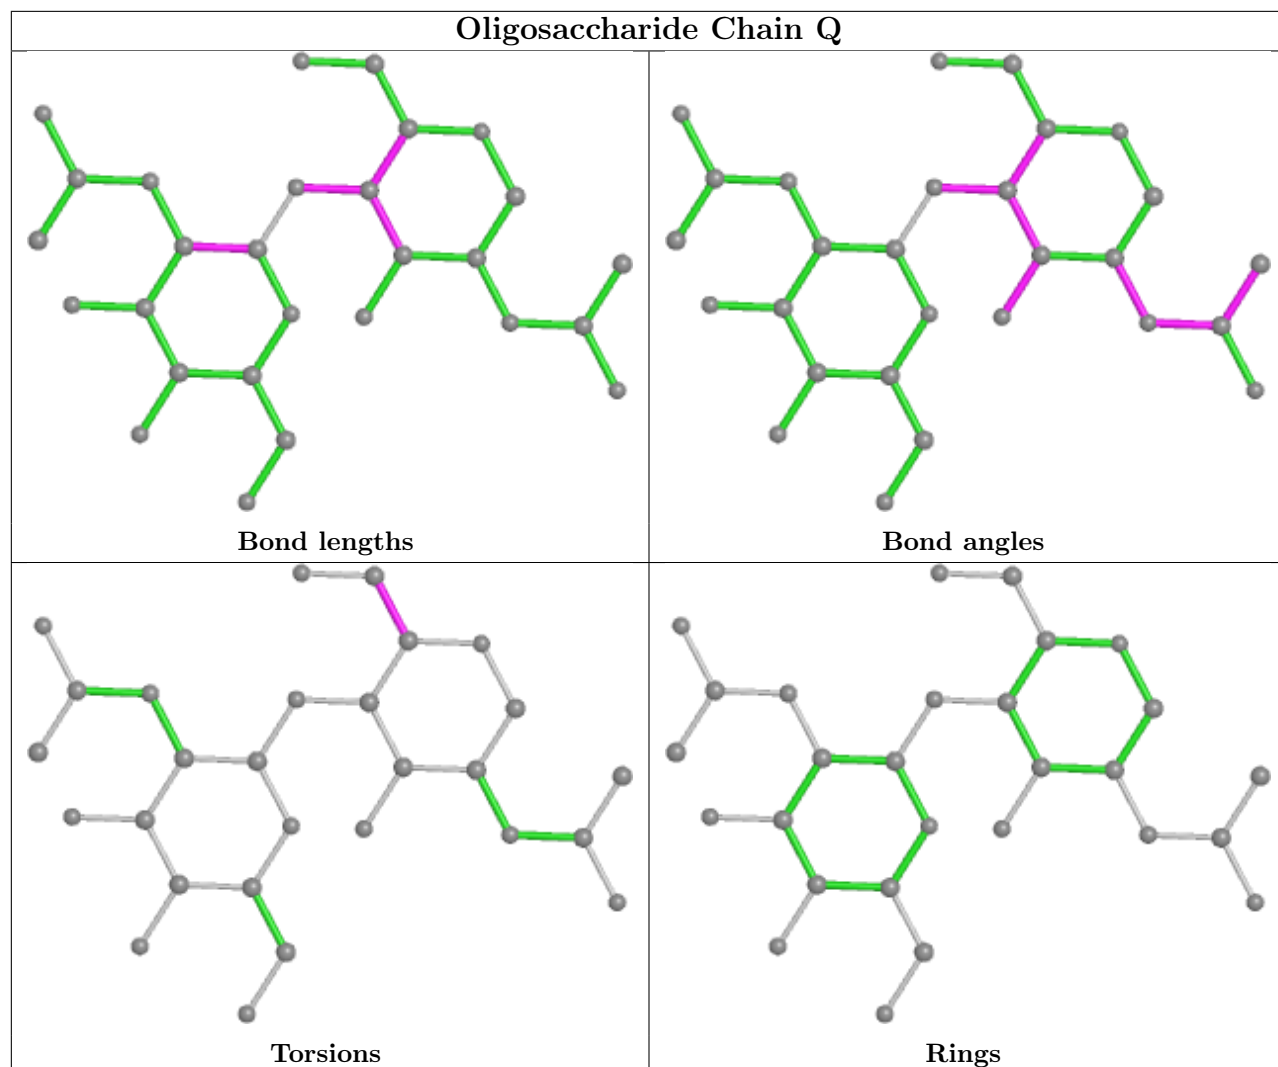 Oligosaccharide Chain Q
Bond lengths
Bond angles
Torsions
Rings